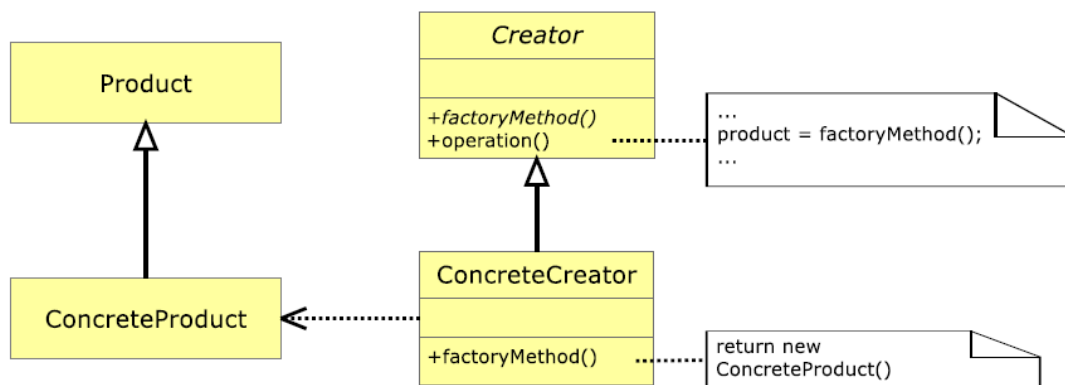 Product
ConcreteProduct
Creator
+factoryMethod()
+operation()
...
product = factoryMethod();
...
ConcreteCreator
+factoryMethod()
return new
ConcreteProduct()